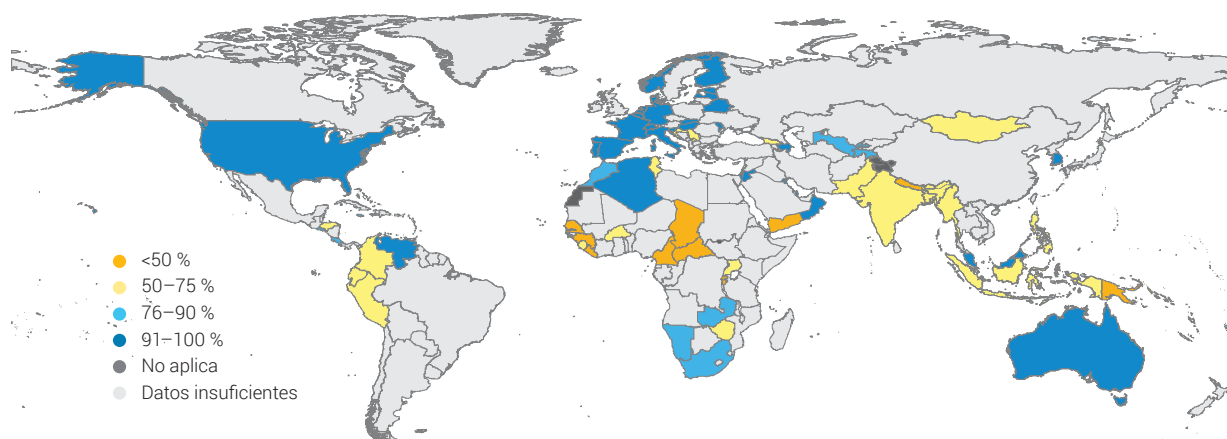 <50 %
50–75 %
76–90 %
91–100 %
No aplica
Datos insuficientes